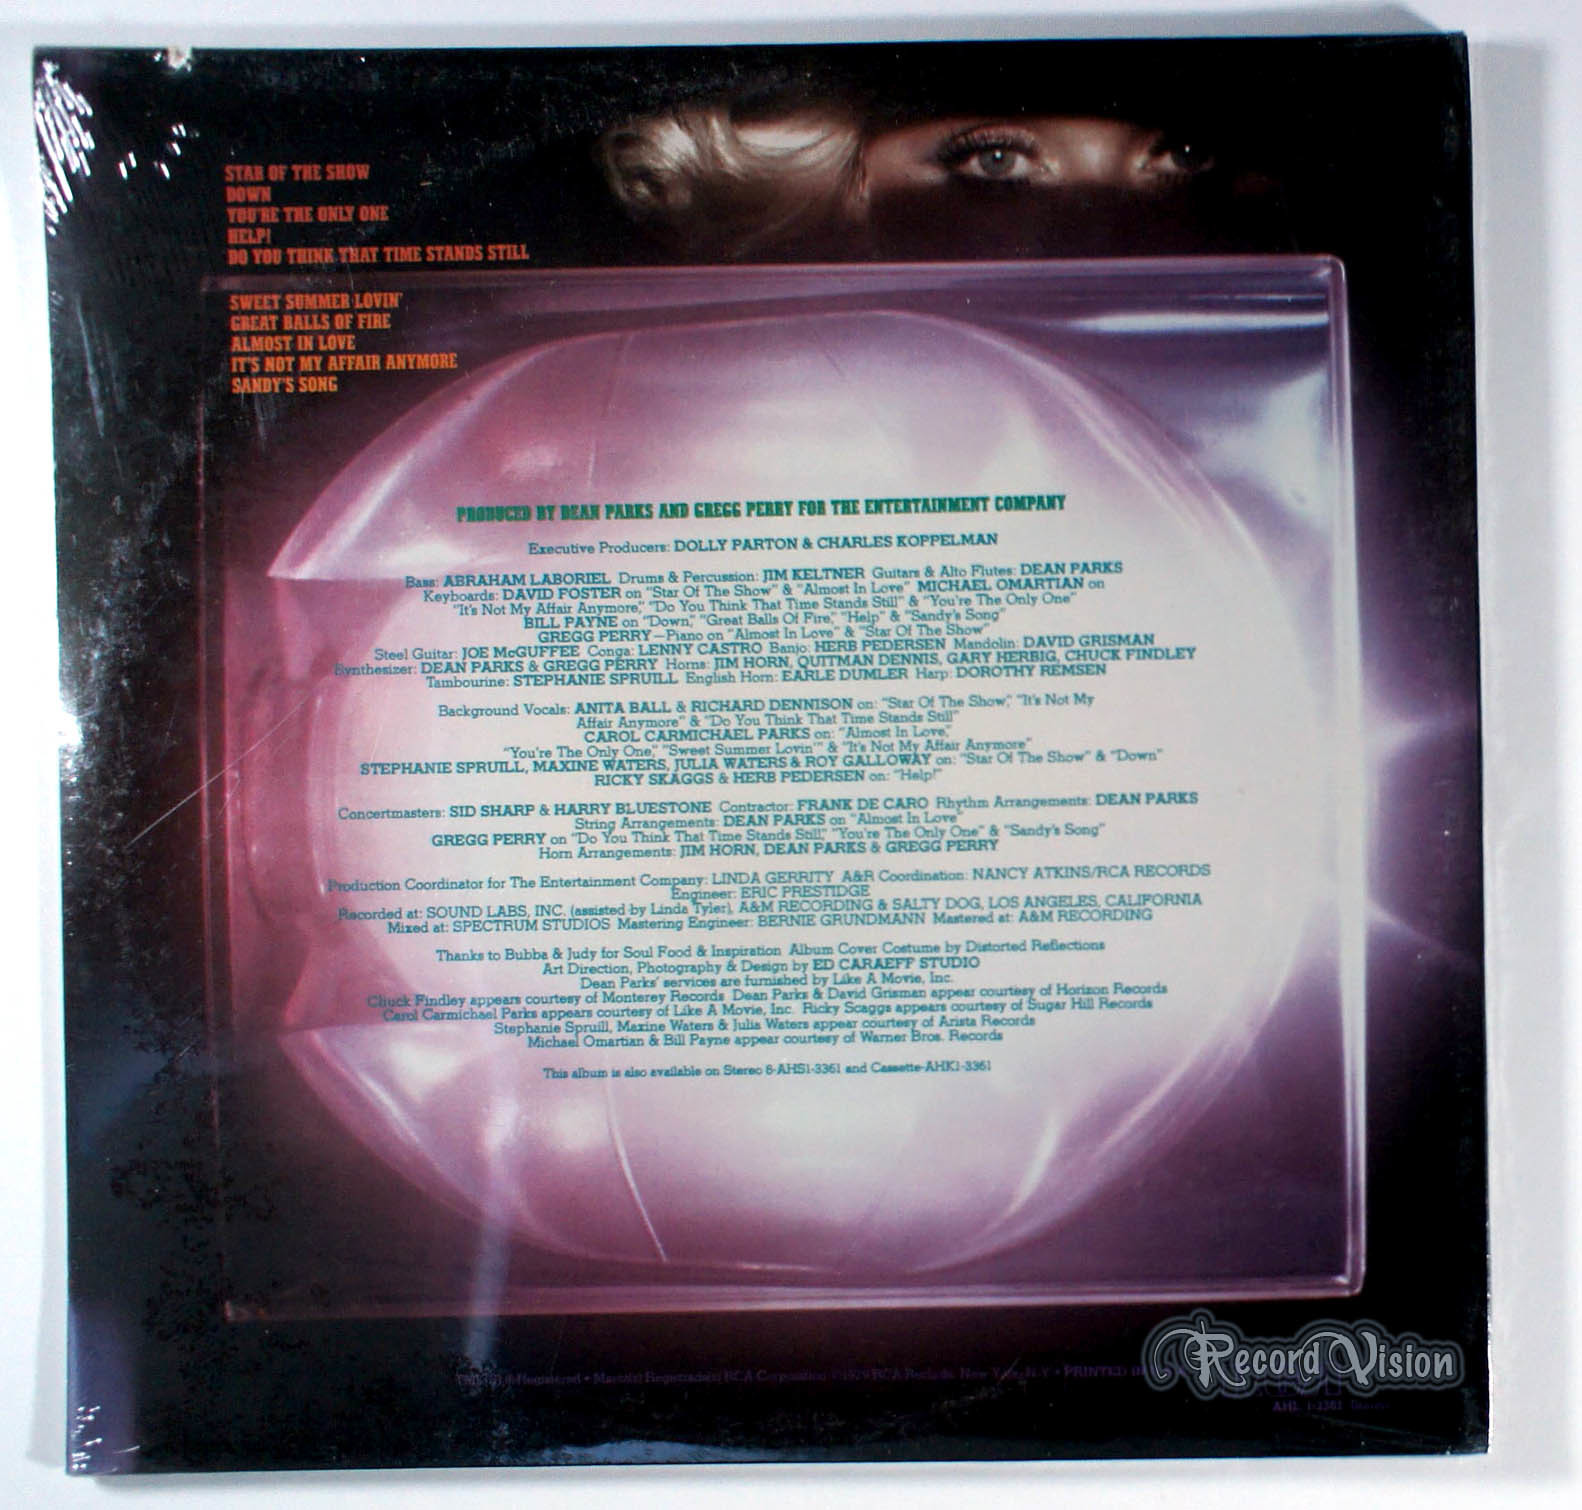 STAR OF THE SHOW
DOWN
YOU'RE THE ONLY ONE
HELP!
DO YOU THINK THAT TIME STANDS STILL
SWEET SUMMER LOVIN'
GREAT BALLS OF FIRE
ALMOST IN LOVE
IT'S NOT MY AFFAIR ANYMORE
SANDY'S SONG
PRODUCED BY DEAN PARKS AND GREGG PERRY FOR THE ENTERTAINMENT COMPANY
Executive Producers: DOLLY PARTON & CHARLES KOPPELMAN
Bass: ABRAHAM LABORIEL Drums & Percussion: JIM KELTNER Guitars & Alto Flutes: DEAN PARKS
Keyboards: DAVID FOSTER on "Star Of The Show" & "Almost In Love" MICHAEL OMARTIAN on
"It's Not My Affair Anymore," "Do You Think That Time Stands Still" & "You're The Only One"
BILL PAYNE on "Down," "Great Balls Of Fire," "Help" & "Sandy's Song"
GREGG PERRY—Piano on "Almost In Love" & "Star Of The Show"
Steel Guitar: JOE McGUFFEE Conga: LENNY CASTRO Banjo: HERB PEDERSEN Mandolin: DAVID GRISMAN
Synthesizer: DEAN PARKS & GREGG PERRY Horns: JIM HORN, QUITMAN DENNIS, GARY HERBIG, CHUCK FINDLEY
Tambourine: STEPHANIE SPRUILL English Horn: EARLE DUMLER Harp: DOROTHY REMSEN
Background Vocals: ANITA BALL & RICHARD DENNISON on: "Star Of The Show," "It's Not My
Affair Anymore" & "Do You Think That Time Stands Still"
CAROL CARMICHAEL PARKS on: "Almost In Love,"
"You're The Only One," "Sweet Summer Lovin'" & "It's Not My Affair Anymore"
STEPHANIE SPRUILL, MAXINE WATERS, JULIA WATERS & ROY GALLOWAY on: "Star Of The Show" & "Down"
RICKY SKAGGS & HERB PEDERSEN on: "Help!"
Concertmasters: SID SHARP & HARRY BLUESTONE Contractor: FRANK DE CARO Rhythm Arrangements: DEAN PARKS
String Arrangements: DEAN PARKS on "Almost In Love"
GREGG PERRY on "Do You Think That Time Stands Still," "You're The Only One" & "Sandy's Song"
Horn Arrangements: JIM HORN, DEAN PARKS & GREGG PERRY
Production Coordinator for The Entertainment Company: LINDA GERRITY A&R Coordination: NANCY ATKINS/RCA RECORDS
Engineer: ERIC PRESTIDGE
Recorded at: SOUND LABS, INC. (assisted by Linda Tyler), A&M RECORDING & SALTY DOG, LOS ANGELES, CALIFORNIA
Mixed at: SPECTRUM STUDIOS Mastering Engineer: BERNIE GRUNDMANN Mastered at: A&M RECORDING
Thanks to Bubba & Judy for Soul Food & Inspiration Album Cover Costume by Distorted Reflections
Art Direction, Photography & Design by ED CARAEFF STUDIO
Dean Parks' services are furnished by Like A Movie, Inc.
Chuck Findley appears courtesy of Monterey Records Dean Parks & David Grisman appear courtesy of Horizon Records
Carol Carmichael Parks appears courtesy of Like A Movie, Inc. Ricky Scaggs appears courtesy of Sugar Hill Records
Stephanie Spruill, Maxine Waters & Julia Waters appear courtesy of Arista Records
Michael Omartian & Bill Payne appear courtesy of Warner Bros. Records
This album is also available on Stereo 8-AHS1-3361 and Cassette-AHK1-3361
Registered • Marca(s) Registrada(s) RCA Corporation ©1979 RCA Records, New York, N.Y. • PRINTED
Record Vision
AHL 1-3361